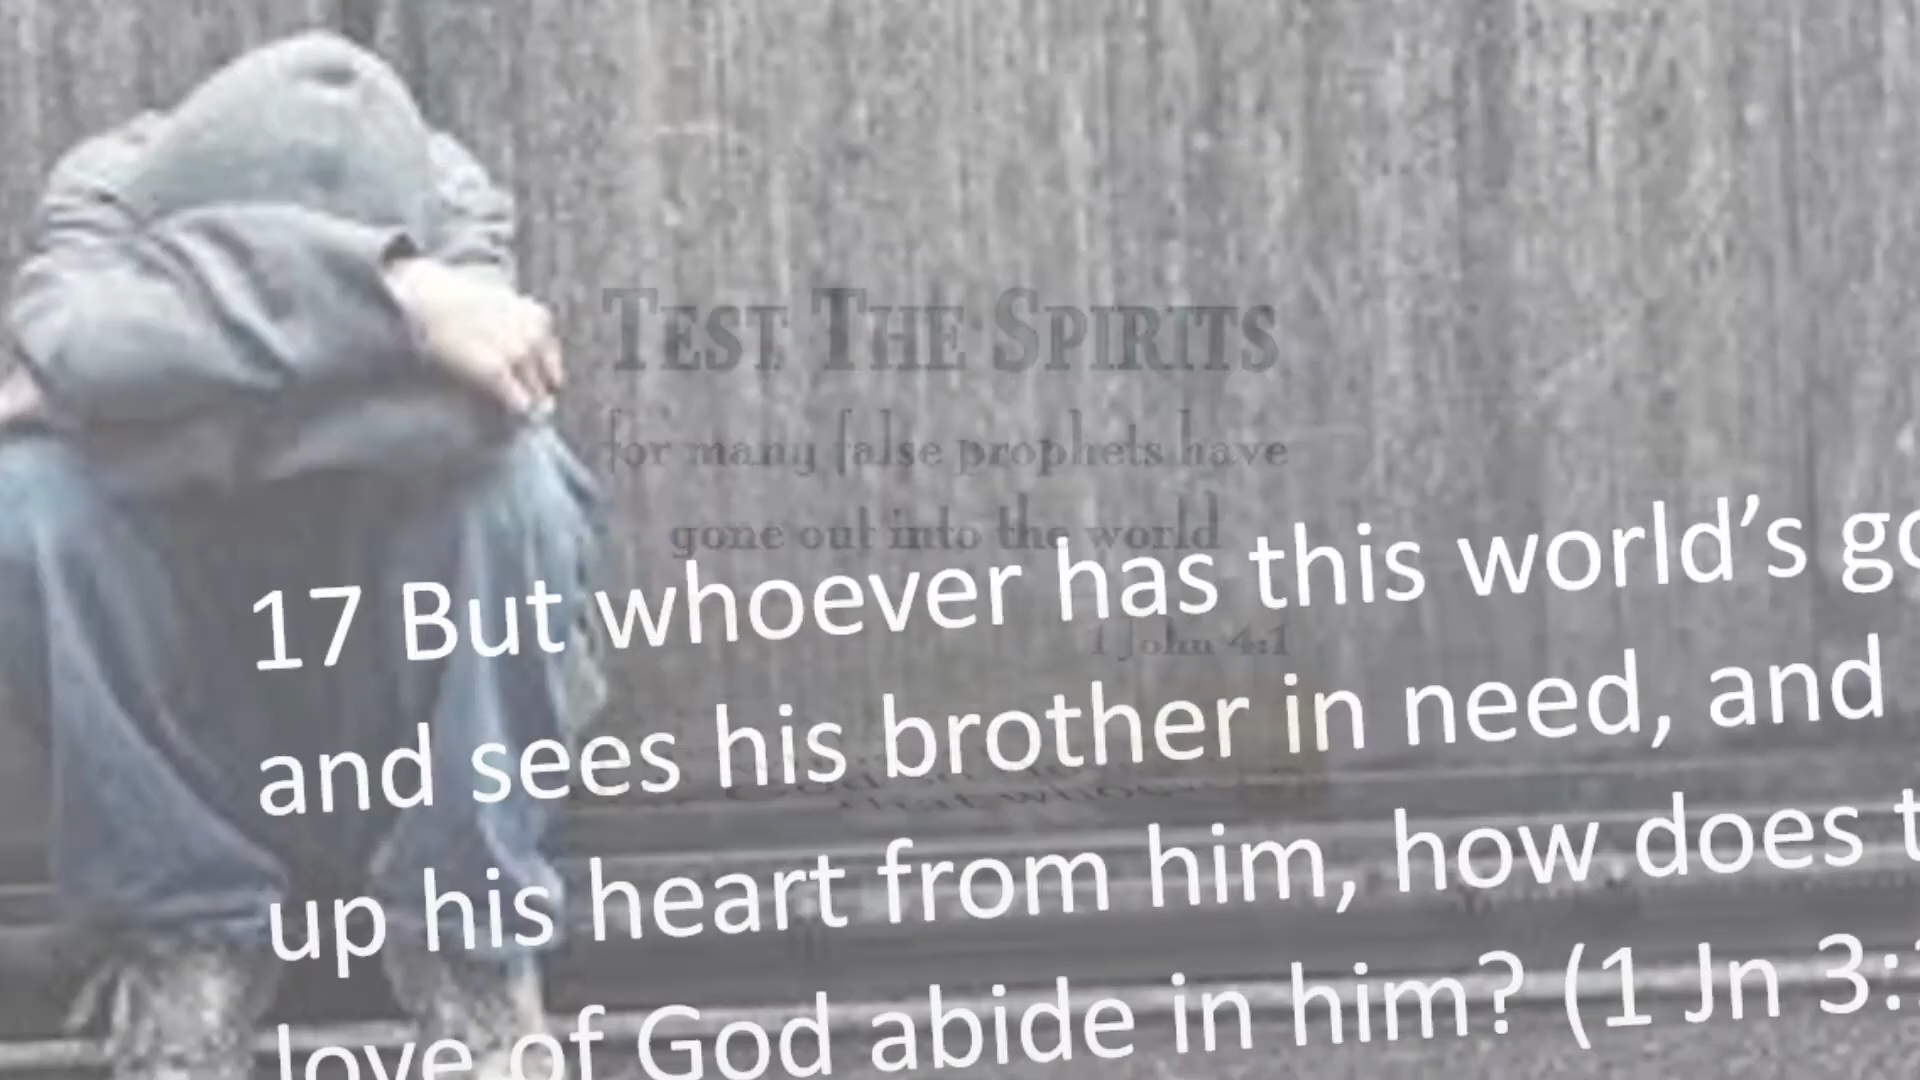 TEST THE SPIRITS
for many false prophets have
gone out into the world
1 John 4:1
17 But whoever has this world's
and sees his brother in need, and
up his heart from him, how does
love of God abide in him? (1 Jn 3: